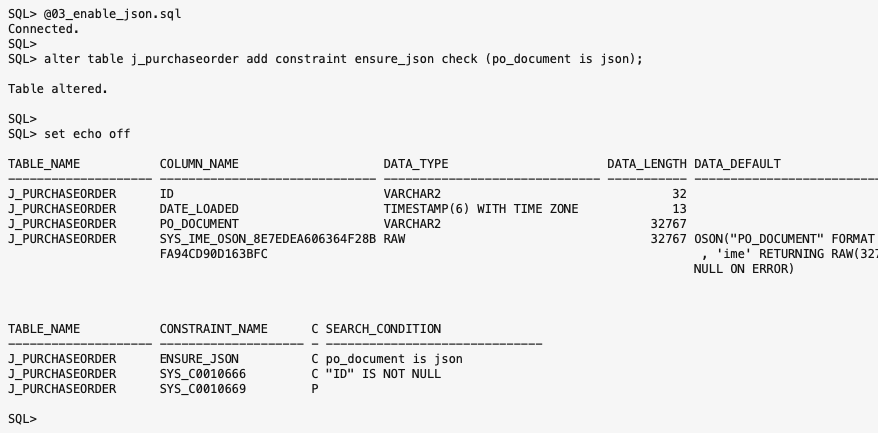 SQL> @03_enable_json.sql
Connected.
SQL>
SQL> alter table j_purchaseorder add constraint ensure_json check (po_document is json);
Table altered.
SQL>
SQL> set echo off
TABLE_NAME COLUMN_NAME DATA_TYPE DATA_LENGTH DATA_DEFAULT
J_PURCHASEORDER ID VARCHAR2 32
J_PURCHASEORDER DATE_LOADED TIMESTAMP(6) WITH TIME ZONE 13
J_PURCHASEORDER PO_DOCUMENT VARCHAR2 32767
J_PURCHASEORDER SYS_IME_OSON_8E7EDEA606364F28B RAW 32767 OSON("PO_DOCUMENT" FORMAT
FA94CD90D163BFC , 'ime' RETURNING RAW(327
NULL ON ERROR)
TABLE_NAME CONSTRAINT_NAME C SEARCH_CONDITION
J_PURCHASEORDER ENSURE_JSON C po_document is json
J_PURCHASEORDER SYS_C0010666 C "ID" IS NOT NULL
J_PURCHASEORDER SYS_C0010669 P
SQL>